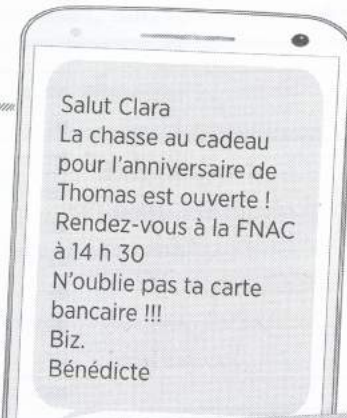 Salut Clara
La chasse au cadeau
pour l'anniversaire de
Thomas est ouverte !
Rendez-vous à la FNAC
à 14 h 30
N'oublie pas ta carte
bancaire !!!
Biz.
Bénédicte